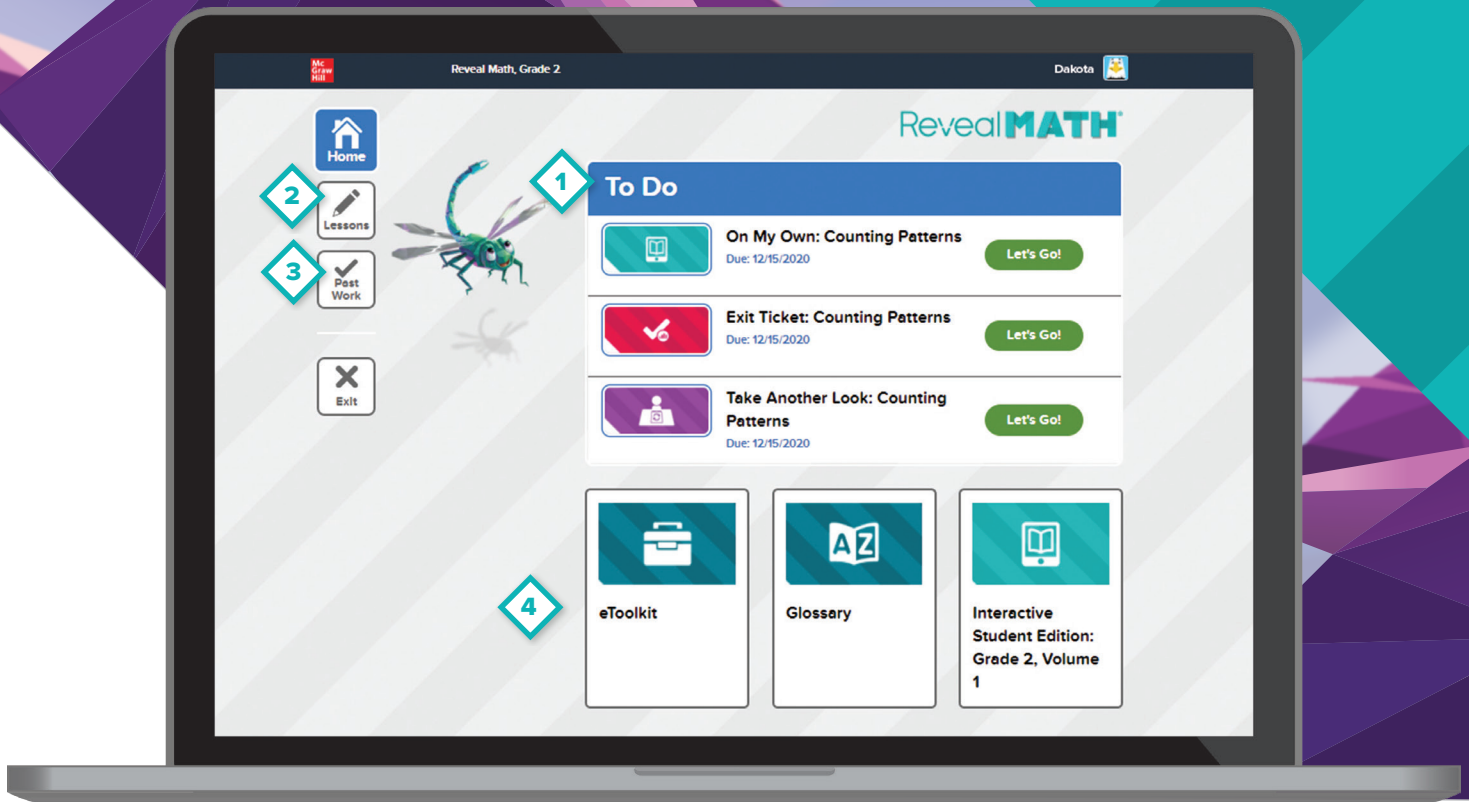 Mc
Graw
Hill
Reveal Math, Grade 2
Dakota
Home
RevealMATH®
1
To Do
2
Lessons
On My Own: Counting Patterns
Due: 12/15/2020
Let's Go!
3
Past
Work
Exit Ticket: Counting Patterns
Due: 12/15/2020
Let's Go!
Exit
Take Another Look: Counting
Patterns
Due: 12/15/2020
Let's Go!
AZ
4
eToolkit
Glossary
Interactive
Student Edition:
Grade 2, Volume
1